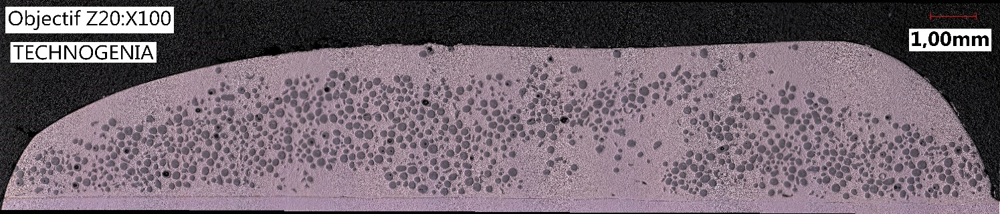 Objectif Z20:X100
TECHNOGENIA
1,00mm